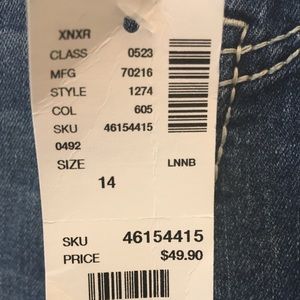 XNXR
CLASS 0523
MFG 70216
STYLE 1274
COL 605
SKU 46154415
0492
SIZE LNNB
14
SKU 46154415
PRICE $49.90